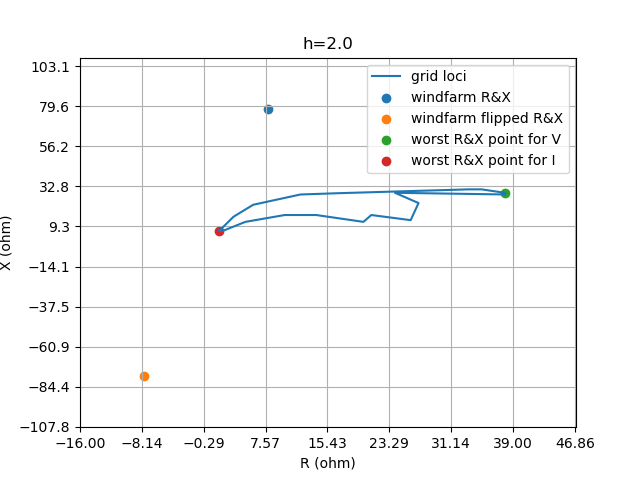 h=2.0
grid loci
windfarm R&X
windfarm flipped R&X
worst R&X point for V
worst R&X point for I
103.1
79.6
56.2
32.8
9.3
−14.1
−37.5
−60.9
−84.4
−107.8
X (ohm)
−16.00 −8.14 −0.29 7.57 15.43 23.29 31.14 39.00 46.86
R (ohm)